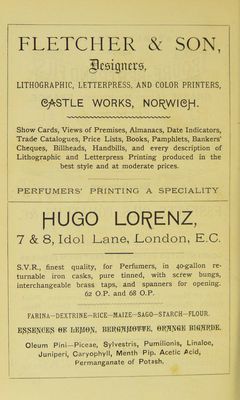 FLETCHER & SON,
Designers,
LITHOGRAPHIC, LETTERPRESS, AND COLOR PRINTERS,
CASTLE WORKS, NORWICH.
Show Cards, Views of Premises, Almanacs, Date Indicators,
Trade Catalogues, Price Lists, Books, Pamphlets, Bankers'
Cheques, Billheads, Handbills, and every description of
Lithographic and Letterpress Printing produced in the
best style and at moderate prices.
PERFUMERS' PRINTING A SPECIALITY
HUGO LORENZ,
7 & 8, Idol Lane, London, E.C.
S.V.R., finest quality, for Perfumers, in 40-gallon re-
turnable iron casks, pure tinned, with screw bungs,
interchangeable brass taps, and spanners for opening.
62 O.P. and 68 O.P.
FARINA—DEXTRINE—RICE—MAIZE—SAGO—STARCH—FLOUR.
ESSENCES OF LEMON, BERGAMOTTE, ORANGE BIGARDE.
Oleum Pini—Piceae, Sylvestris, Pumilionis, Linaloe,
Juniperi, Caryophyll, Menth Pip. Acetic Acid,
Permanganate of Potash.